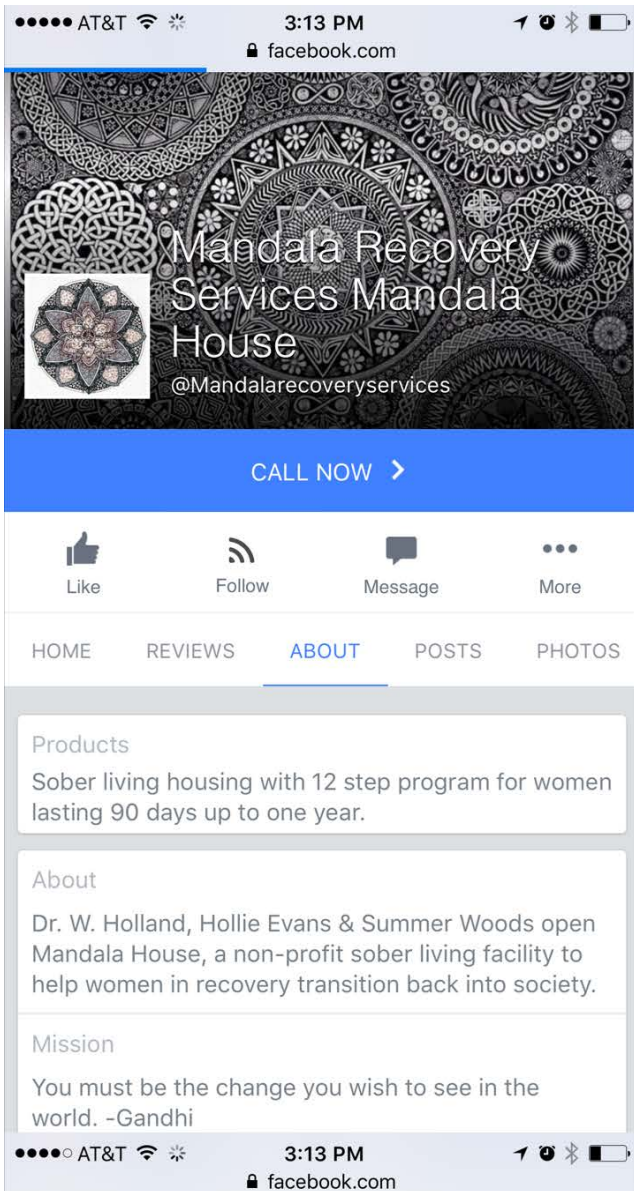 AT&T 3:13 PM
facebook.com
Mandala Recovery
Services Mandala
House
@Mandalarecoveryservices
CALL NOW
Like Follow Message More
HOME REVIEWS ABOUT POSTS PHOTOS
Products
Sober living housing with 12 step program for women
lasting 90 days up to one year.
About
Dr. W. Holland, Hollie Evans & Summer Woods open
Mandala House, a non-profit sober living facility to
help women in recovery transition back into society.
Mission
You must be the change you wish to see in the
world. -Gandhi
AT&T 3:13 PM
facebook.com